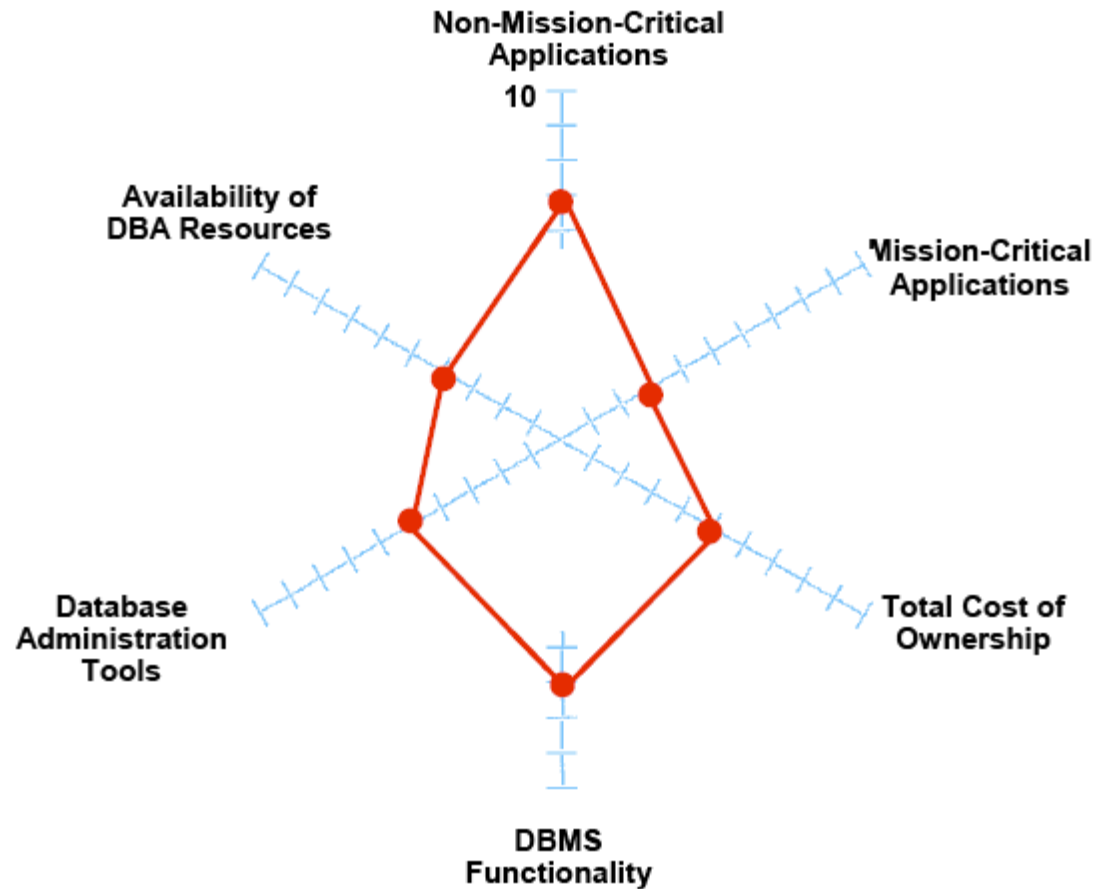 Non-Mission-Critical
Applications
10
Availability of
DBA Resources
Mission-Critical
Applications
Database
Administration
Tools
Total Cost of
Ownership
DBMS
Functionality